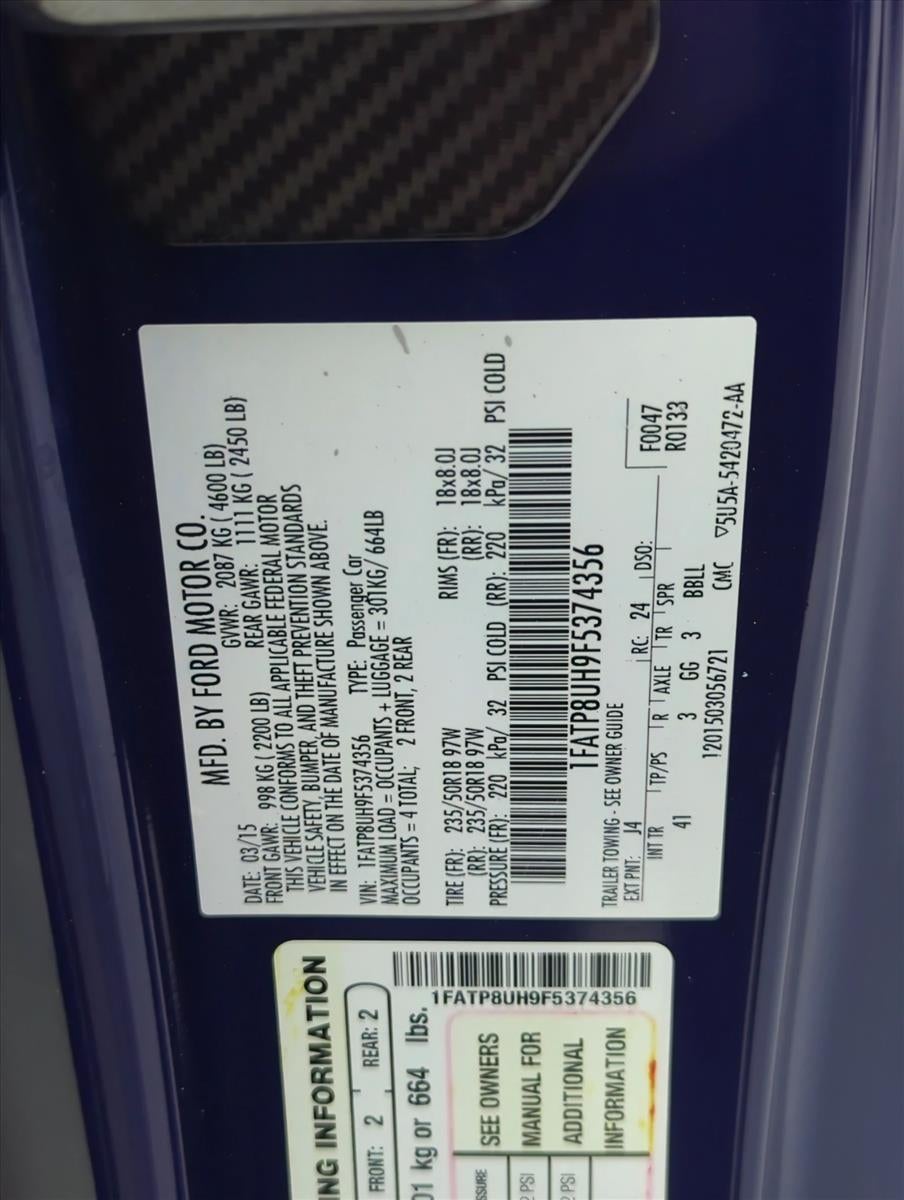 MFD. BY FORD MOTOR CO.
DATE: 03/15 GVWR: 2087 KG ( 4600 LB)
FRONT GAWR: 998 KG ( 2200 LB) REAR GAWR: 1111 KG ( 2450 LB)
THIS VEHICLE CONFORMS TO ALL APPLICABLE FEDERAL MOTOR
VEHICLE SAFETY, BUMPER, AND THEFT PREVENTION STANDARDS
IN EFFECT ON THE DATE OF MANUFACTURE SHOWN ABOVE.
VIN: 1FATP8UH9F5374356 TYPE: Passenger Car
MAXIMUM LOAD = OCCUPANTS + LUGGAGE = 301KG/ 664LB
OCCUPANTS = 4 TOTAL; 2 FRONT, 2 REAR
TIRE (FR): 235/50R18 97W RIMS (FR): 18x8.0J
(RR): 235/50R18 97W (RR): 18x8.0J
PRESSURE (FR): 220 kPa/ 32 PSI COLD (RR): 220 kPa/ 32 PSI COLD
1FATP8UH9F5374356
TRAILER TOWING - SEE OWNER GUIDE
EXT PNT: J4 RC: 24 DSO: F0047
INT TR TP/PS R AXLE TR SPR R0133
41 3 GG 3 BBLL
1201503056721 CMC ▽5U5A-5420472-AA
ING INFORMATION
FRONT: 2 REAR: 2
01 kg or 664 lbs.
1FATP8UH9F5374356
SSURE
2 PSI
2 PSI
SEE OWNERS
MANUAL FOR
ADDITIONAL
INFORMATION